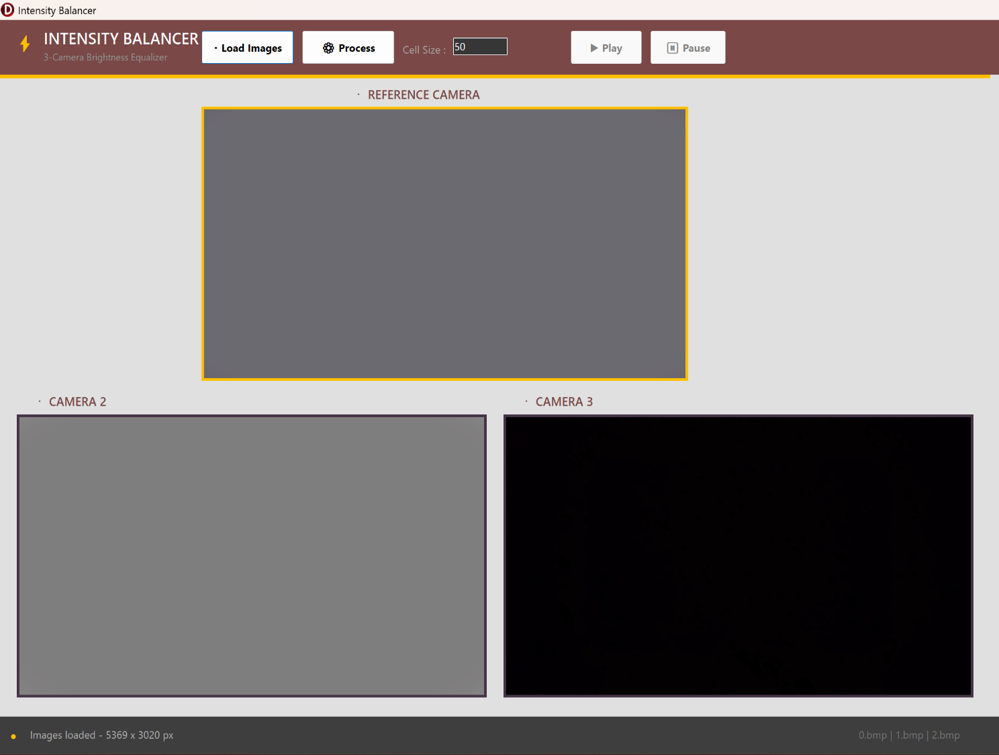 Intensity Balancer
INTENSITY BALANCER
3-Camera Brightness Equalizer
Load Images
Process
Cell Size :
50
Play
Pause
REFERENCE CAMERA
CAMERA 2
CAMERA 3
Images loaded - 5369 x 3020 px
0.bmp | 1.bmp | 2.bmp